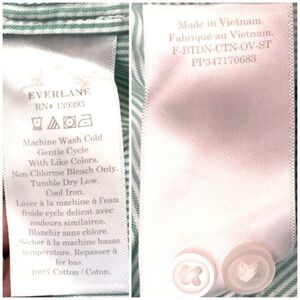 EVERLANE
RN# 139393
Machine Wash Cold
Gentle Cycle
With Like Colors.
Non-Chlorine Bleach Only.
Tumble Dry Low.
Cool Iron.
Laver à la machine à l'eau
froide cycle delicat avec
couleurs similaires.
Blanchir sans chlore.
Sécher à la machine basse
température. Repasser à
fer bas.
100% Cotton / Coton.
Made in Vietnam.
Fabriqué au Vietnam.
F-BTDN-CTN-OV-ST
PP347170683